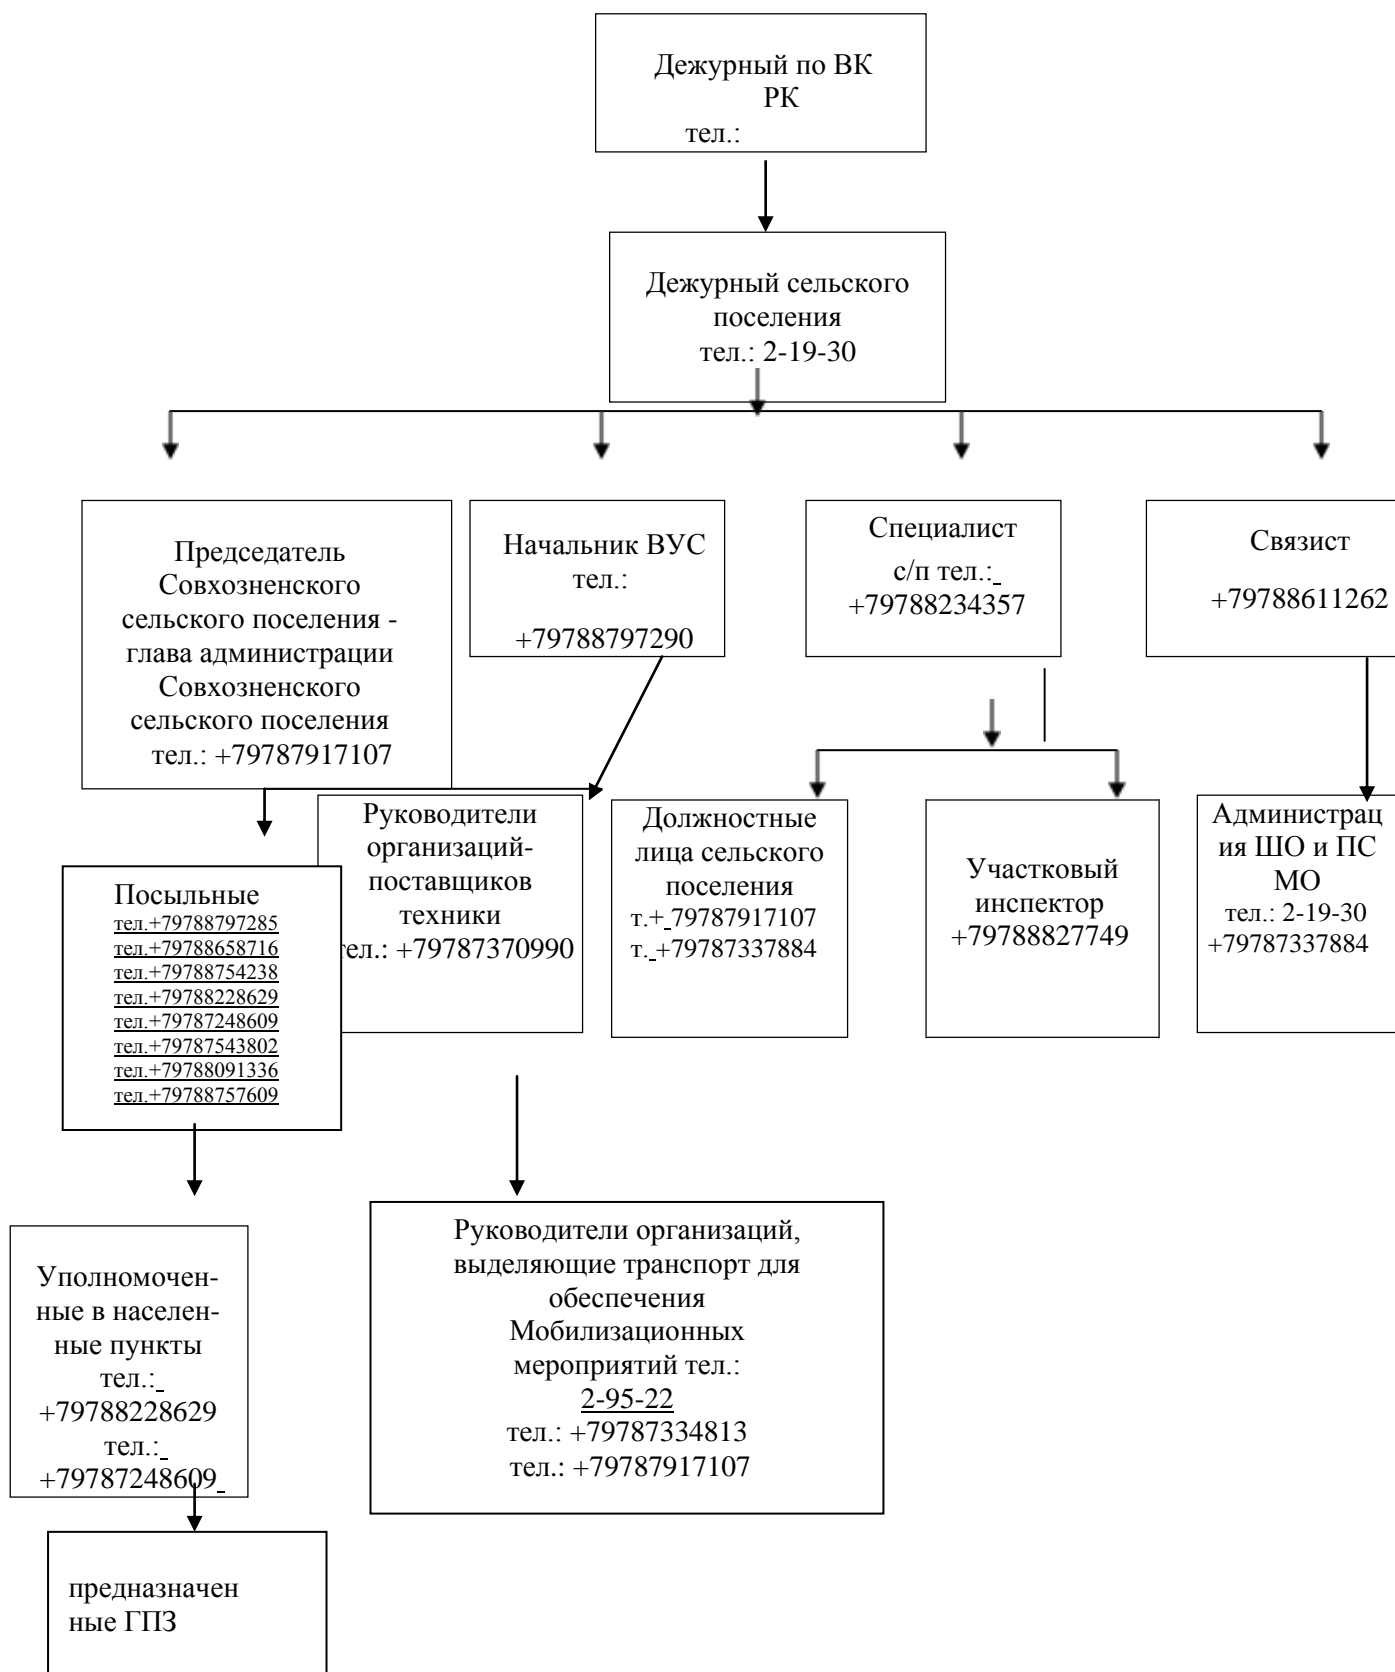 Дежурный по ВК
РК
тел.:
Дежурный сельского
поселения
тел.: 2-19-30
Председатель
Совхозненского
сельского поселения -
глава администрации
Совхозненского
сельского поселения
тел.: +79787917107
Начальник ВУС
тел.:
+79788797290
Специалист
с/п тел.:_
+79788234357
Связист
+79788611262
Посыльные
тел.+79788797285
тел.+79788658716
тел.+79788754238
тел.+79788228629
тел.+79787248609
тел.+79787543802
тел.+79788091336
тел.+79788757609
Руководители
организаций-
поставщиков
техники
тел.: +79787370990
Должностные
лица сельского
поселения
т.+_79787917107
т._+79787337884
Участковый
инспектор
+79788827749
Администрац
ия ШО и ПС
МО
тел.: 2-19-30
+79787337884
Уполномочен-
ные в населен-
ные пункты
тел.:_
+79788228629
тел.:_
+79787248609_
Руководители организаций,
выделяющие транспорт для
обеспечения
Мобилизационных
мероприятий тел.:
2-95-22
тел.: +79787334813
тел.: +79787917107
предназначен
ные ГПЗ